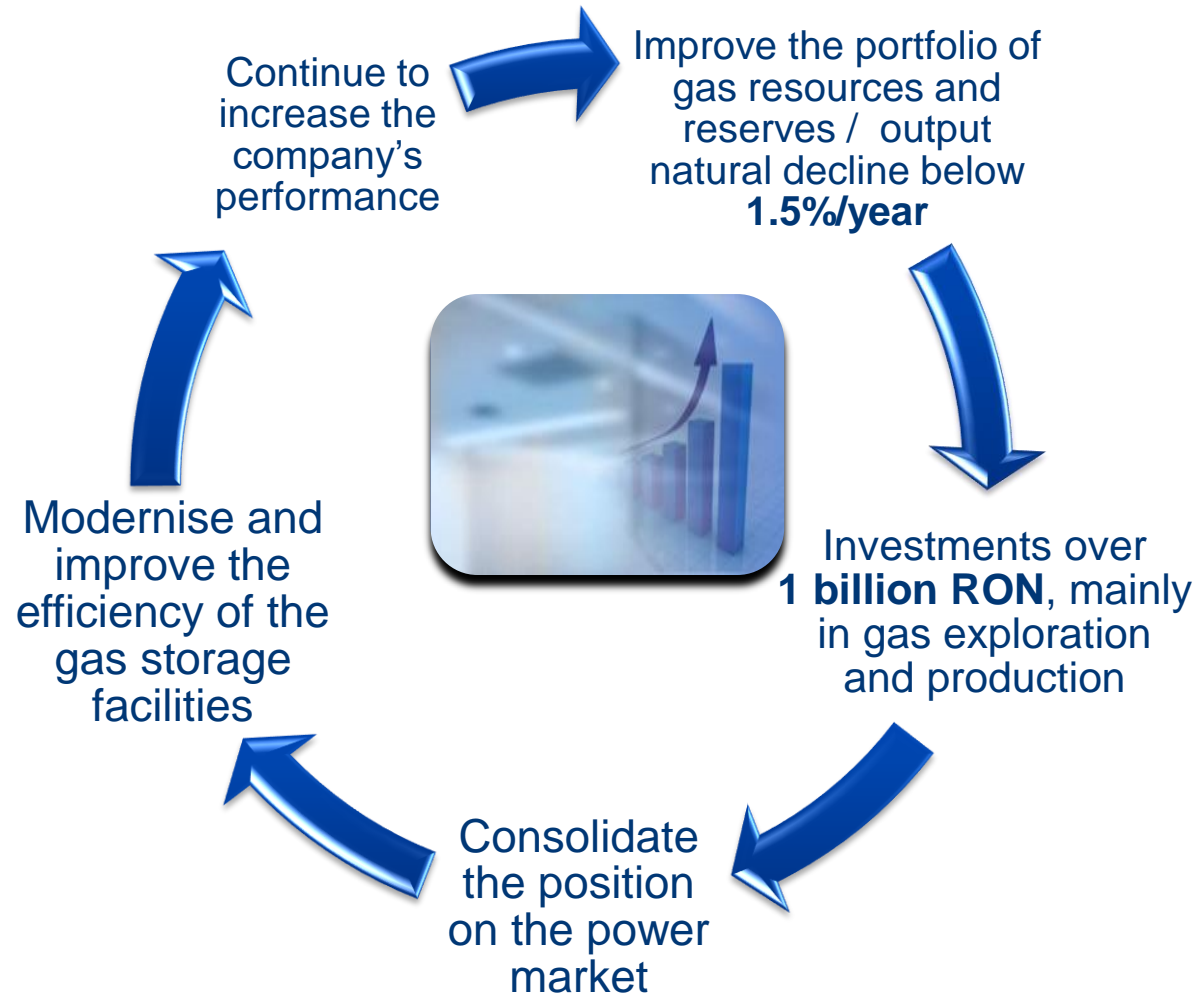 Continue to
increase the
company's
performance
Improve the portfolio of
gas resources and
reserves / output
natural decline below
1.5%/year
Investments over
1 billion RON, mainly
in gas exploration
and production
Consolidate
the position
on the power
market
Modernise and
improve the
efficiency of the
gas storage
facilities